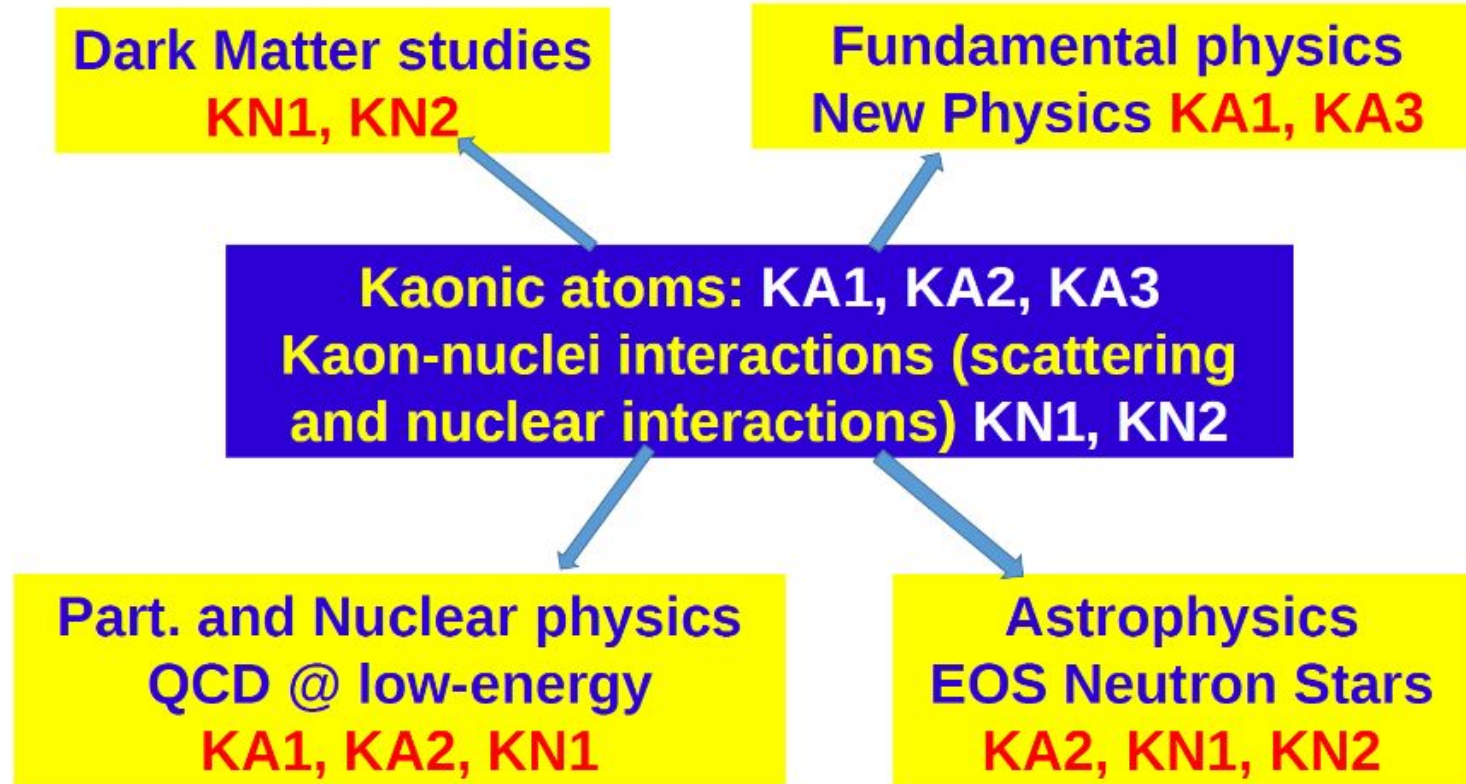 Dark Matter studies
KN1, KN2
Fundamental physics
New Physics KA1, KA3
Kaonic atoms: KA1, KA2, KA3
Kaon-nuclei interactions (scattering
and nuclear interactions) KN1, KN2
Part. and Nuclear physics
QCD @ low-energy
KA1, KA2, KN1
Astrophysics
EOS Neutron Stars
KA2, KN1, KN2